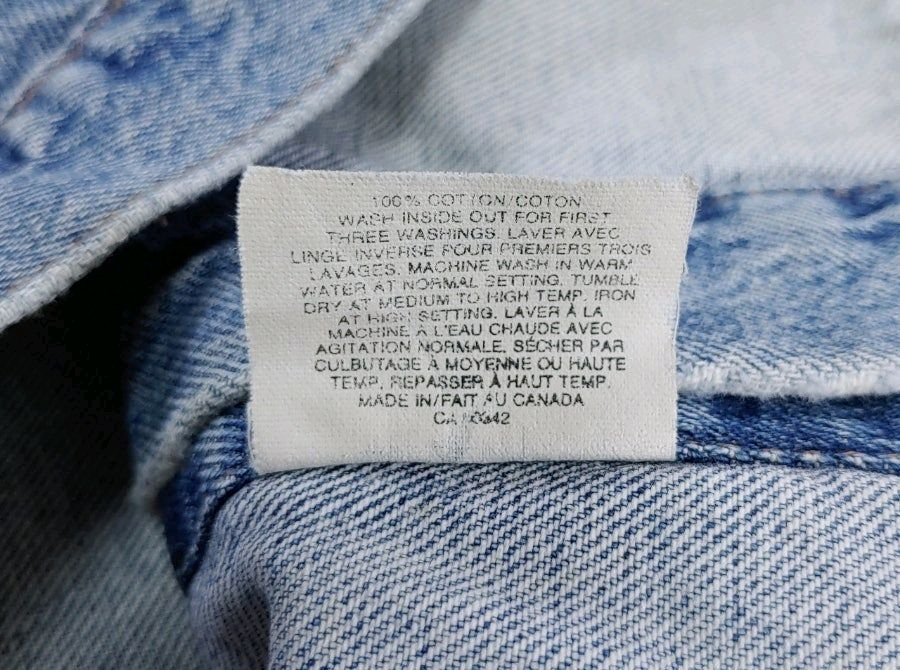 100% COTTON/COTON
WASH INSIDE OUT FOR FIRST
THREE WASHINGS. LAVER AVEC
LINGE INVERSE POUR PREMIERS TROIS
LAVAGES. MACHINE WASH IN WARM
WATER AT NORMAL SETTING. TUMBLE
DRY AT MEDIUM TO HIGH TEMP. IRON
AT HIGH SETTING. LAVER À LA
MACHINE À L'EAU CHAUDE AVEC
AGITATION NORMALE. SÉCHER PAR
CULBUTAGE À MOYENNE OU HAUTE
TEMP. REPASSER À HAUT TEMP.
MADE IN/FAIT AU CANADA
CA